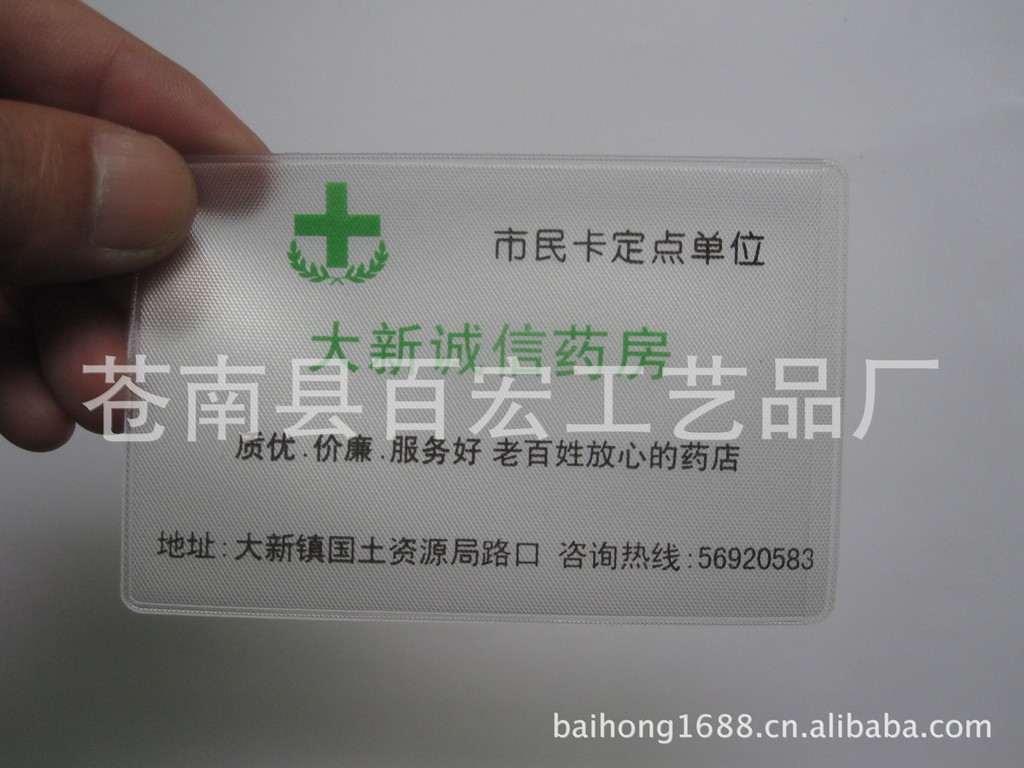 市民卡定点单位
大新诚信药房
苍南县百宏工艺品厂
质优.价廉.服务好 老百姓放心的药店
地址:大新镇国土资源局路口 咨询热线:56920583
baihong1688.cn.alibaba.com